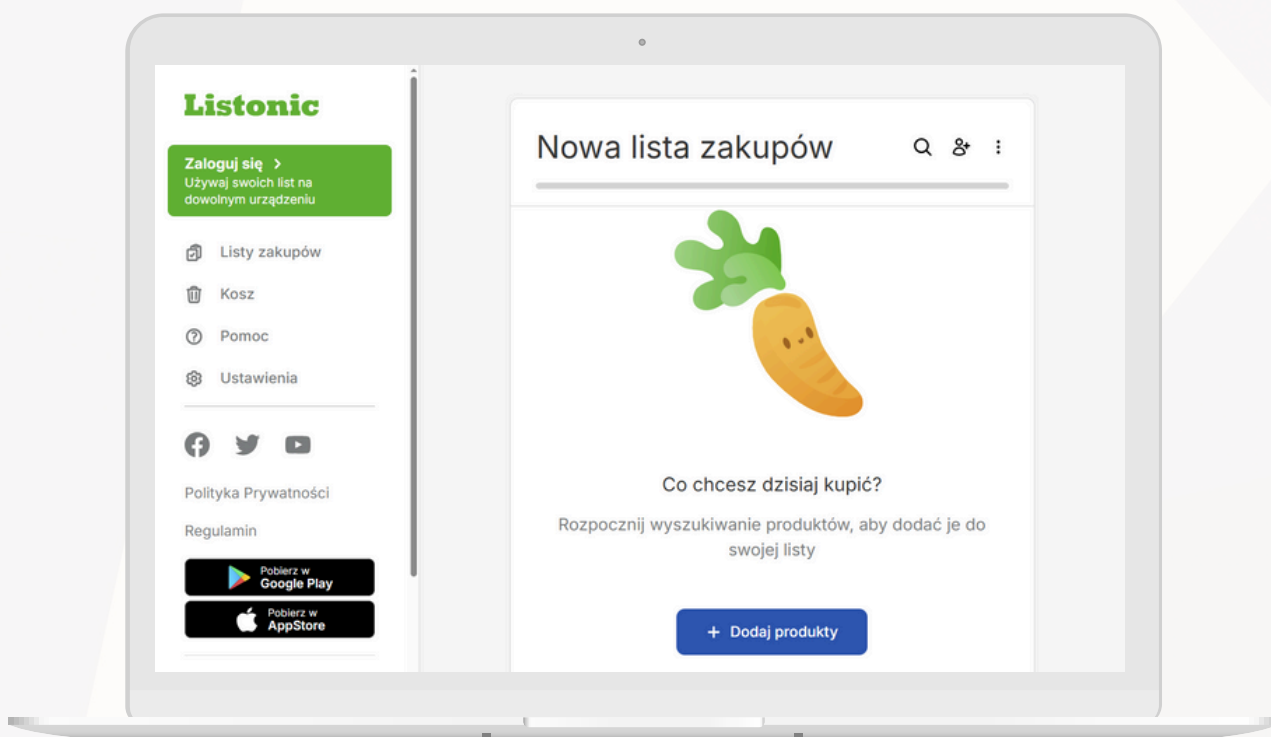 Listonic
Zaloguj się >
Używaj swoich list na
dowolnym urządzeniu
Listy zakupów
Kosz
Pomoc
Ustawienia
Polityka Prywatności
Regulamin
Pobierz w
Google Play
Pobierz w
AppStore
Nowa lista zakupów
Co chcesz dzisiaj kupić?
Rozpocznij wyszukiwanie produktów, aby dodać je do
swojej listy
+ Dodaj produkty